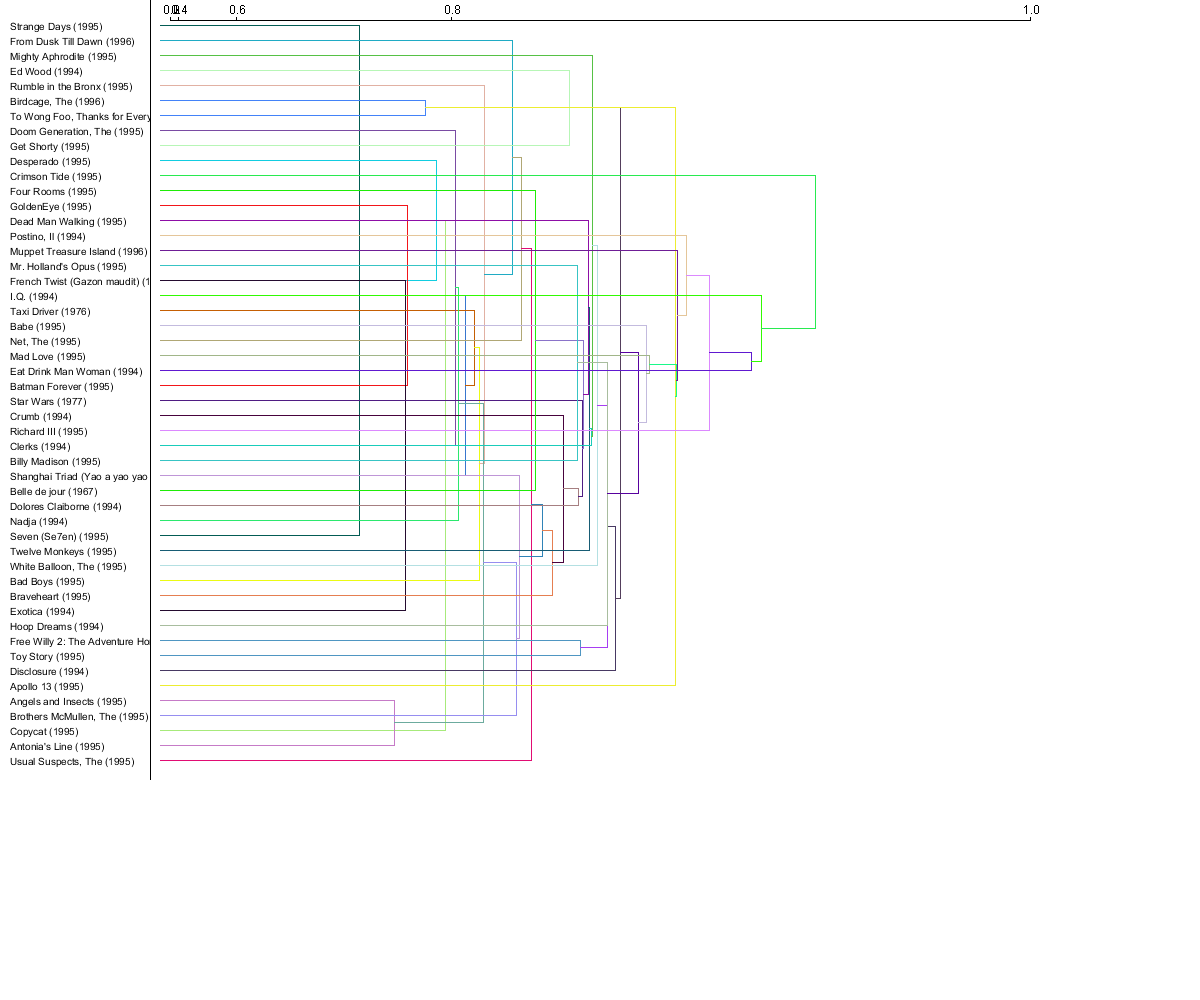 0.0 0.4 0.6 0.8 1.0
Strange Days (1995)
From Dusk Till Dawn (1996)
Mighty Aphrodite (1995)
Ed Wood (1994)
Rumble in the Bronx (1995)
Birdcage, The (1996)
To Wong Foo, Thanks for Every
Doom Generation, The (1995)
Get Shorty (1995)
Desperado (1995)
Crimson Tide (1995)
Four Rooms (1995)
GoldenEye (1995)
Dead Man Walking (1995)
Postino, Il (1994)
Muppet Treasure Island (1996)
Mr. Holland's Opus (1995)
French Twist (Gazon maudit) (1
I.Q. (1994)
Taxi Driver (1976)
Babe (1995)
Net, The (1995)
Mad Love (1995)
Eat Drink Man Woman (1994)
Batman Forever (1995)
Star Wars (1977)
Crumb (1994)
Richard III (1995)
Clerks (1994)
Billy Madison (1995)
Shanghai Triad (Yao a yao yao
Belle de jour (1967)
Dolores Claiborne (1994)
Nadja (1994)
Seven (Se7en) (1995)
Twelve Monkeys (1995)
White Balloon, The (1995)
Bad Boys (1995)
Braveheart (1995)
Exotica (1994)
Hoop Dreams (1994)
Free Willy 2: The Adventure Ho
Toy Story (1995)
Disclosure (1994)
Apollo 13 (1995)
Angels and Insects (1995)
Brothers McMullen, The (1995)
Copycat (1995)
Antonia's Line (1995)
Usual Suspects, The (1995)